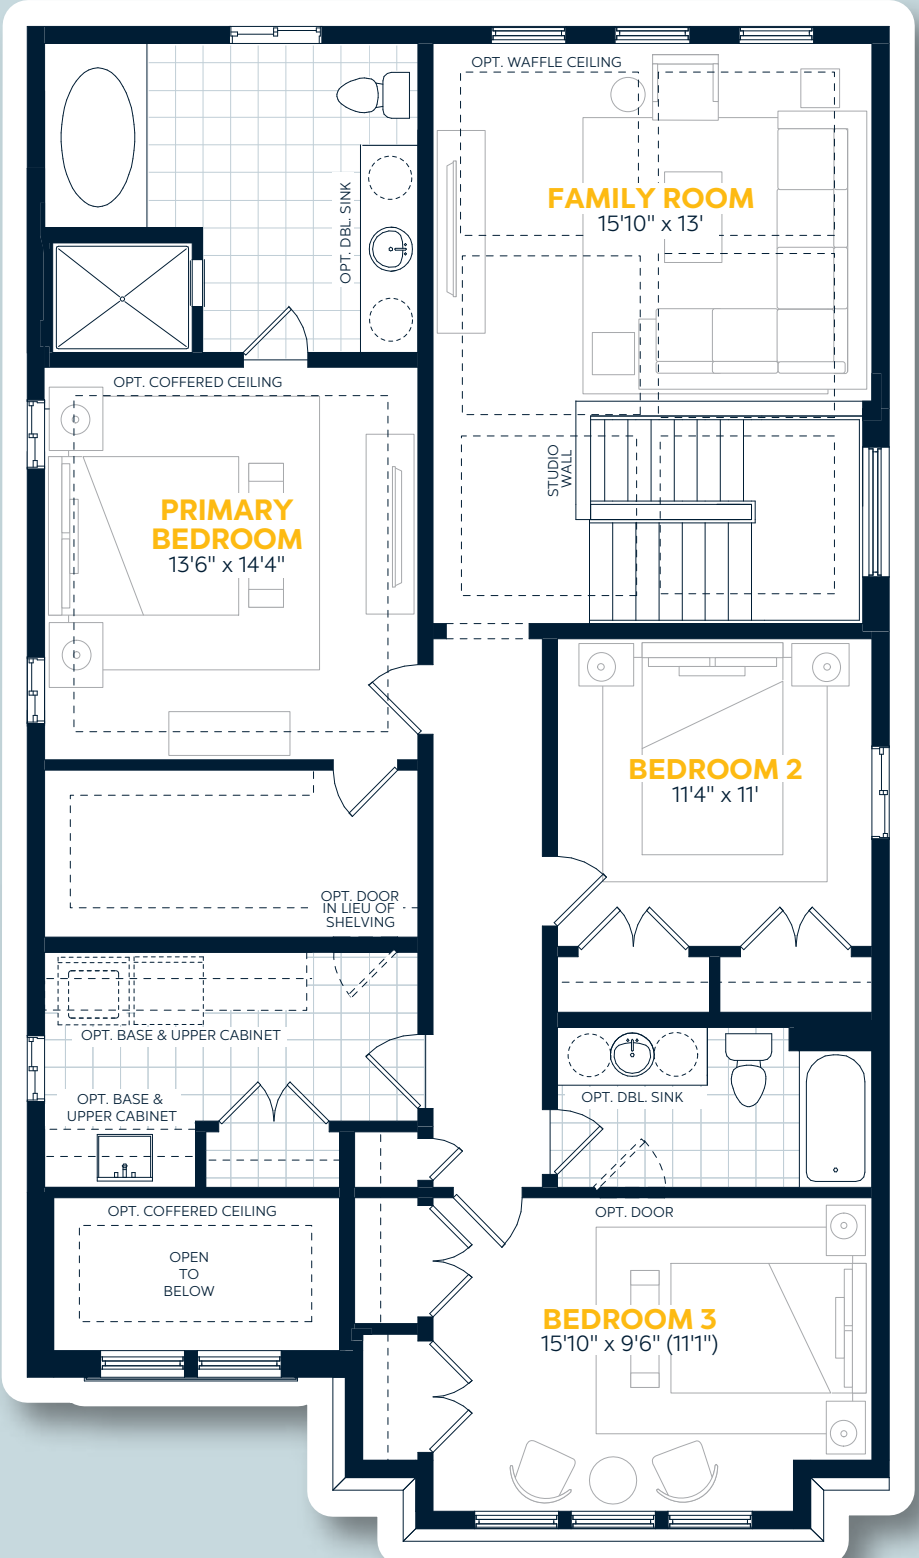 OPT. WAFFLE CEILING
FAMILY ROOM
15'10" x 13'
OPT. DBL. SINK
OPT. COFFERED CEILING
STUDIO
WALL
PRIMARY
BEDROOM
13'6" x 14'4"
BEDROOM 2
11'4" x 11'
OPT. DOOR
IN LIEU OF
SHELVING
OPT. BASE & UPPER CABINET
OPT. BASE &
UPPER CABINET
OPT. DBL. SINK
OPT. COFFERED CEILING
OPT. DOOR
OPEN
TO
BELOW
BEDROOM 3
15'10" x 9'6" (11'1")